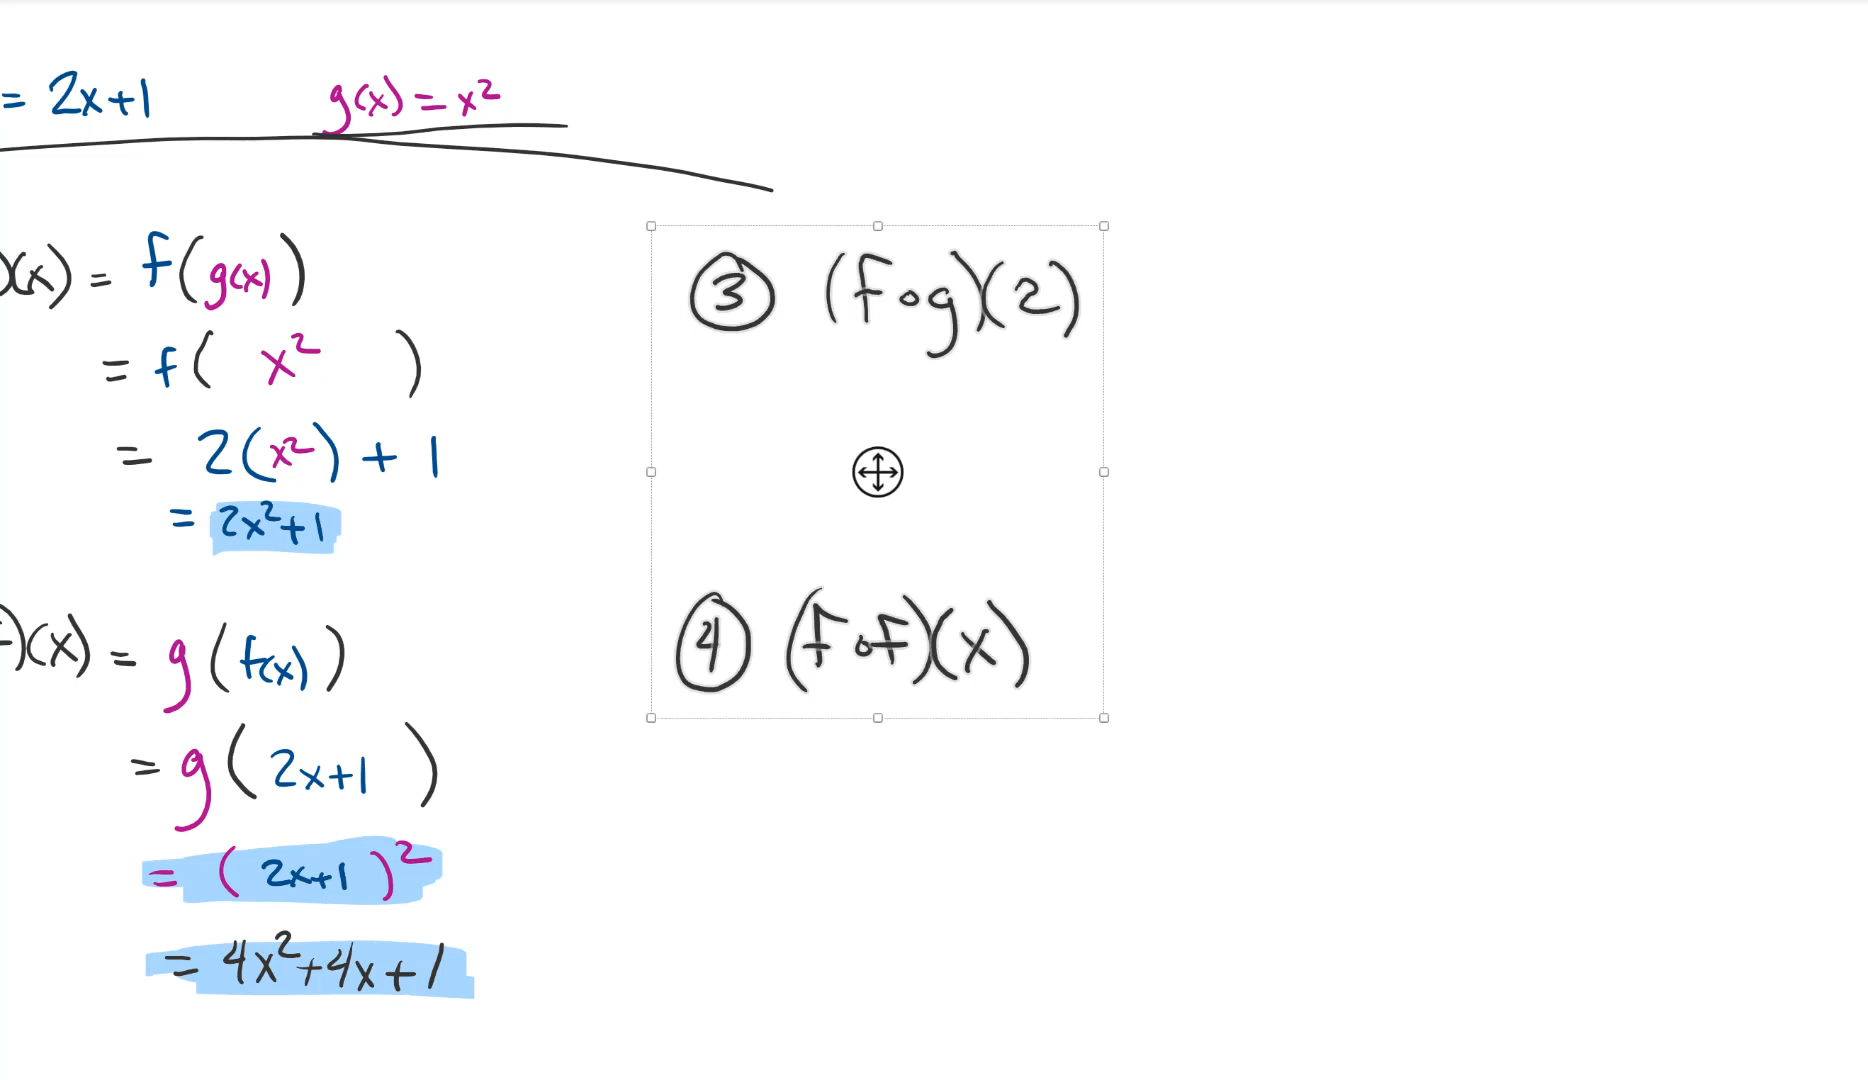 = 2x+1
g(x) = x²
)(x) = f(g(x))
= f( x² )
= 2(x²) + 1
= 2x²+1
)(x) = g(f(x))
= g( 2x+1 )
= ( 2x+1 )²
= 4x²+4x+1
③ (f∘g)(2)
④ (f∘f)(x)